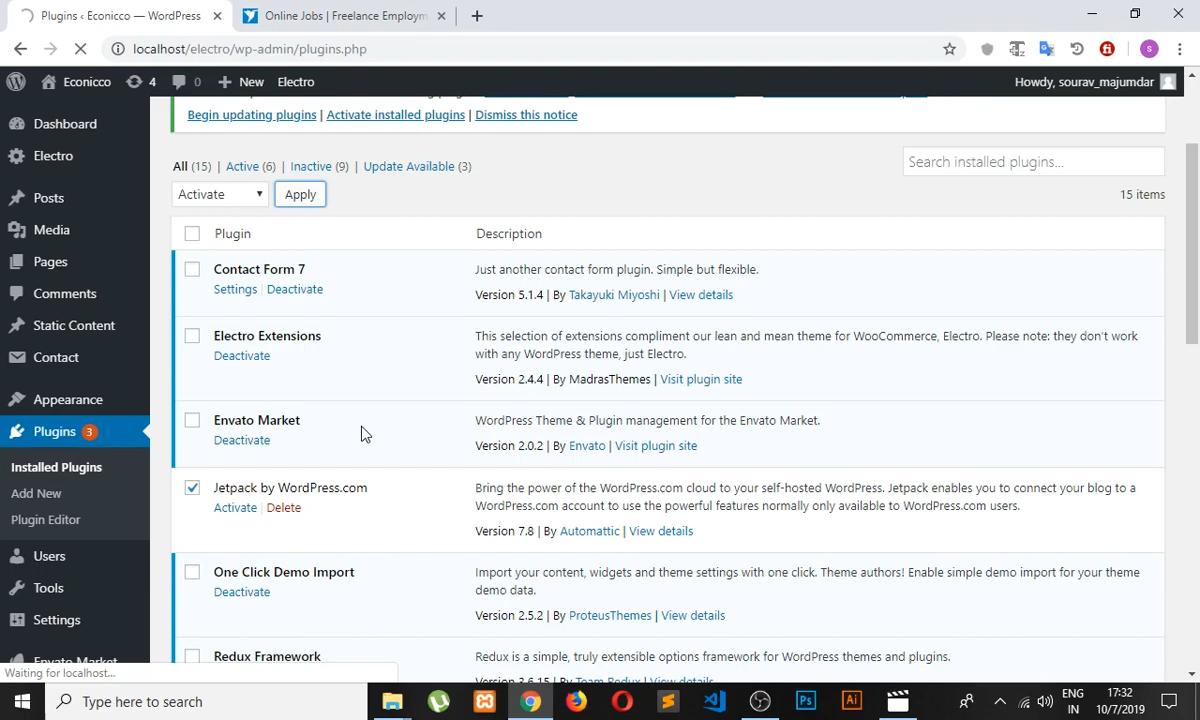 Plugins ‹ Econicco — WordPress
Online Jobs | Freelance Employm
localhost/electro/wp-admin/plugins.php
Econicco 4 0 New Electro
Howdy, sourav_majumdar
Begin updating plugins | Activate installed plugins | Dismiss this notice
All (15) | Active (6) | Inactive (9) | Update Available (3)
Search installed plugins...
Activate Apply
15 items
Dashboard
Electro
Posts
Media
Pages
Comments
Static Content
Contact
Appearance
Plugins 3
Installed Plugins
Add New
Plugin Editor
Users
Tools
Settings
Envato Market
Plugin Description
Contact Form 7
Settings | Deactivate
Just another contact form plugin. Simple but flexible.
Version 5.1.4 | By Takayuki Miyoshi | View details
Electro Extensions
Deactivate
This selection of extensions compliment our lean and mean theme for WooCommerce, Electro. Please note: they don't work
with any WordPress theme, just Electro.
Version 2.4.4 | By MadrasThemes | Visit plugin site
Envato Market
Deactivate
WordPress Theme & Plugin management for the Envato Market.
Version 2.0.2 | By Envato | Visit plugin site
Jetpack by WordPress.com
Activate | Delete
Bring the power of the WordPress.com cloud to your self-hosted WordPress. Jetpack enables you to connect your blog to a
WordPress.com account to use the powerful features normally only available to WordPress.com users.
Version 7.8 | By Automattic | View details
One Click Demo Import
Deactivate
Import your content, widgets and theme settings with one click. Theme authors! Enable simple demo import for your theme
demo data.
Version 2.5.2 | By ProteusThemes | View details
Redux Framework
Redux is a simple, truly extensible options framework for WordPress themes and plugins.
Version 3.6.15 | By Team Redux | View details
Waiting for localhost...
Type here to search
ENG
IN
17:32
10/7/2019